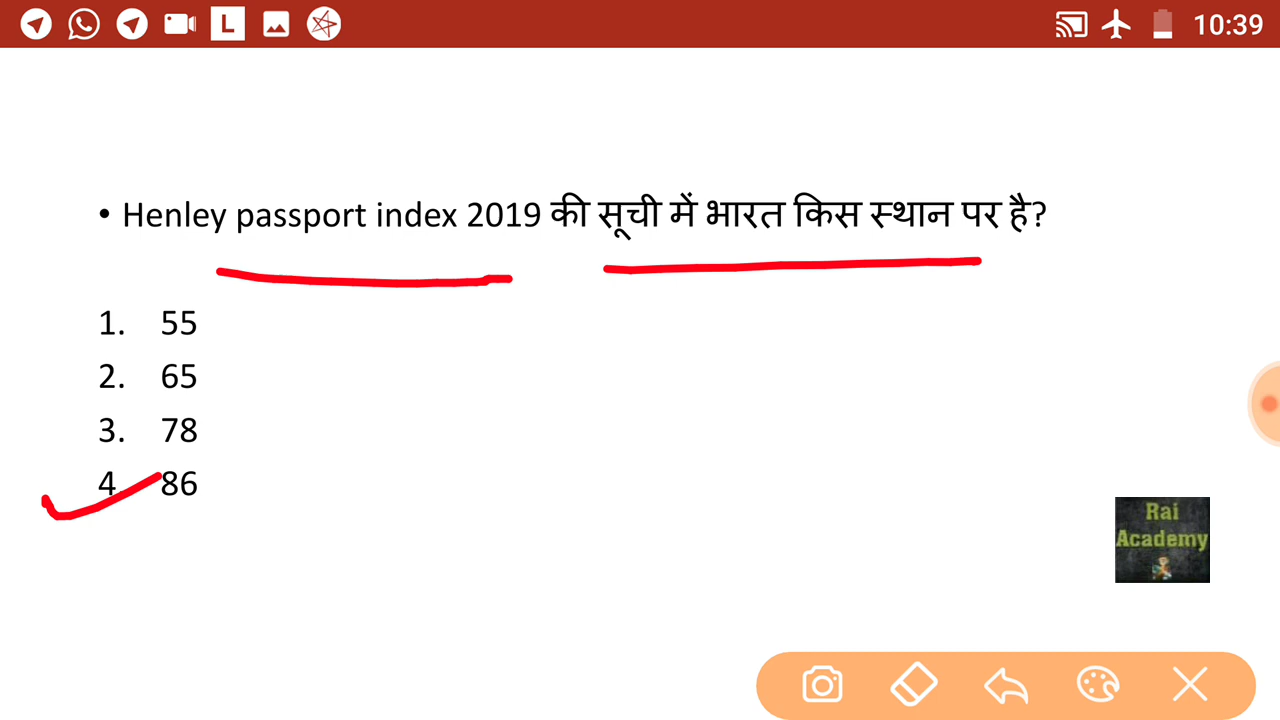 L
10:39
• Henley passport index 2019 की सूची में भारत किस स्थान पर है?
1. 55
2. 65
3. 78
4. 86
Rai
Academy